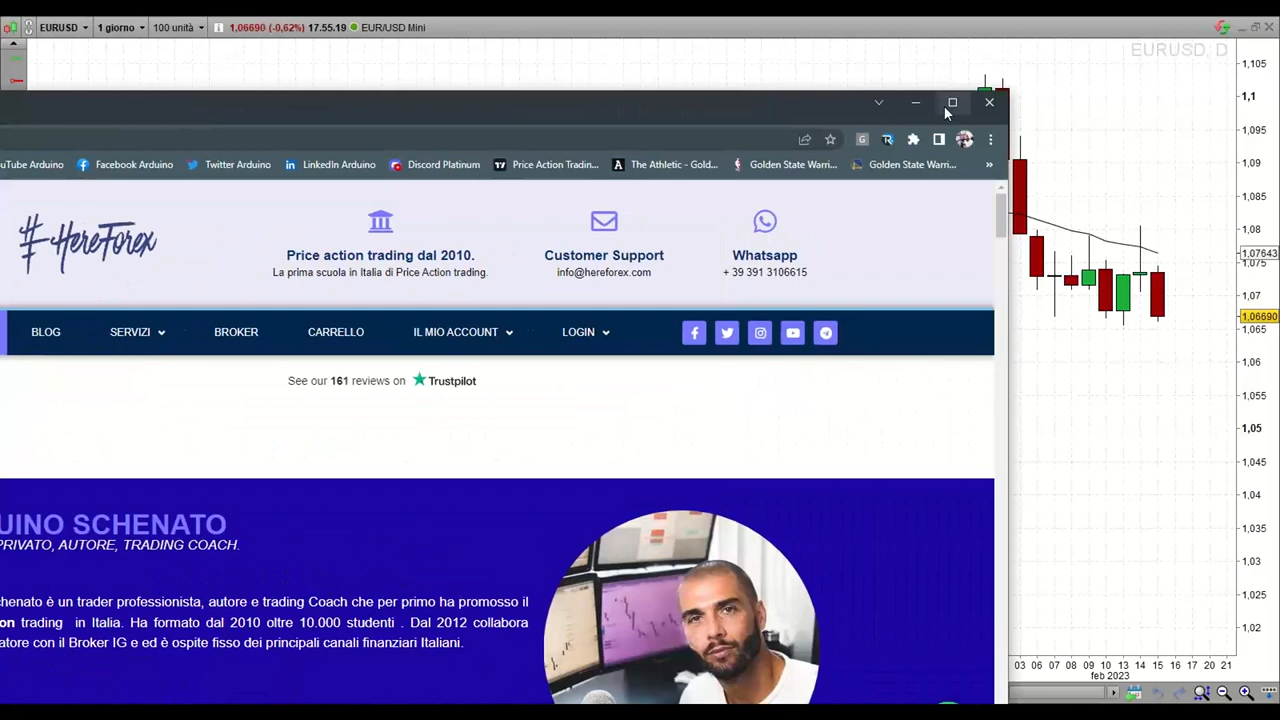 EURUSD
1 giorno
100 unità
1,06690 (-0,62%) 17.55.19
EUR/USD Mini
EURUSD, D
YouTube Arduino
Facebook Arduino
Twitter Arduino
LinkedIn Arduino
Discord Platinum
Price Action Tradin...
The Athletic - Gold...
Golden State Warri...
Golden State Warri...
»
#HereForex
Price action trading dal 2010.
La prima scuola in Italia di Price Action trading.
Customer Support
info@hereforex.com
Whatsapp
+ 39 391 3106615
BLOG
SERVIZI
BROKER
CARRELLO
IL MIO ACCOUNT
LOGIN
See our 161 reviews on Trustpilot
UINO SCHENATO
PRIVATO, AUTORE, TRADING COACH.
chenato è un trader professionista, autore e trading Coach che per primo ha promosso il
on trading in Italia. Ha formato dal 2010 oltre 10.000 studenti . Dal 2012 collabora
atore con il Broker IG e ed è ospite fisso dei principali canali finanziari Italiani.
1,105
1,1
1,095
1,09
1,085
1,08
1,07643
1,075
1,07
1,06690
1,065
1,06
1,055
1,05
1,045
1,04
1,035
1,03
1,025
1,02
03 06 07 08 09 10 13 14 15 16 17 20 21
feb 2023